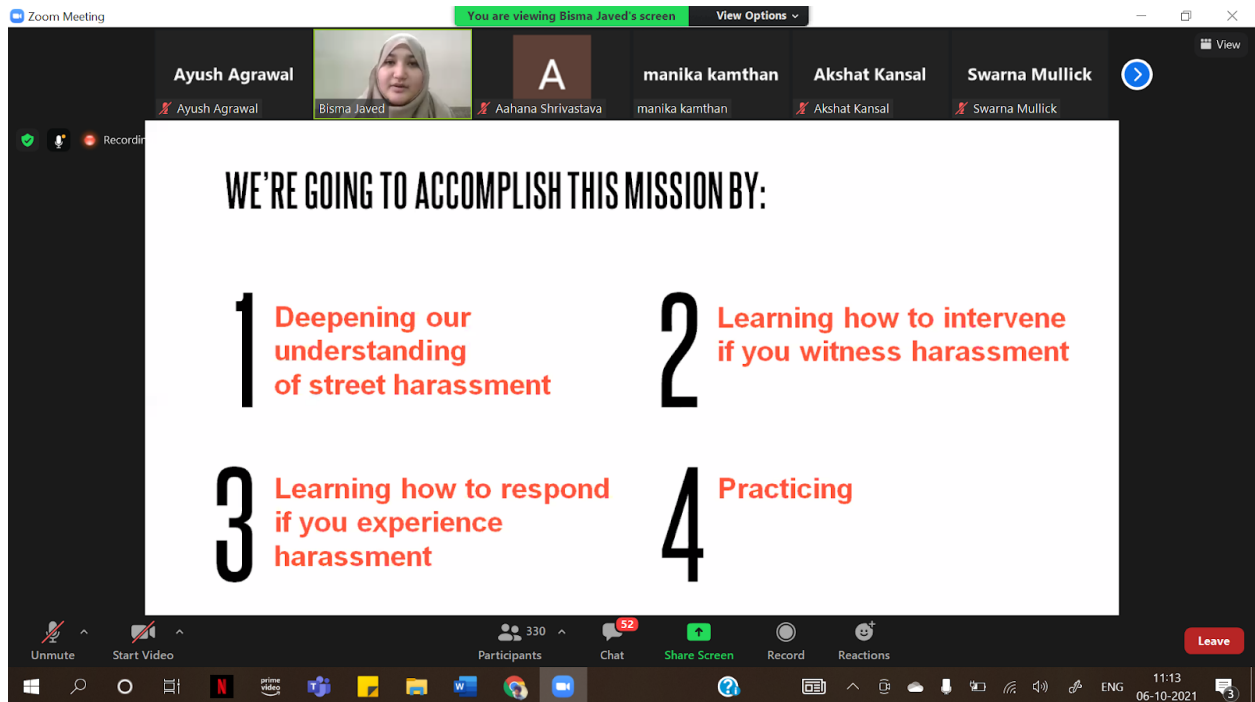 Zoom Meeting
You are viewing Bisma Javed's screen View Options
View
Ayush Agrawal
Ayush Agrawal
Bisma Javed
A
Aahana Shrivastava
manika kamthan
manika kamthan
Akshat Kansal
Akshat Kansal
Swarna Mullick
Swarna Mullick
Recordin
WE'RE GOING TO ACCOMPLISH THIS MISSION BY:
1
Deepening our
understanding
of street harassment
2
Learning how to intervene
if you witness harassment
3
Learning how to respond
if you experience
harassment
4
Practicing
Unmute
Start Video
330
Participants
52
Chat
Share Screen
Record
Reactions
Leave
N
prime
video
W
ENG
11:13
06-10-2021
3